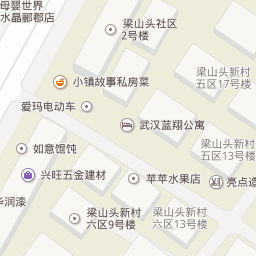 母婴世界
水晶郦郡店
梁山头社区
2号楼
小镇故事私房菜
梁山头新村
五区17号楼
爱玛电动车
武汉蓝翔公寓
梁山头新村
五区13号楼
如意馄饨
兴旺五金建材
苹苹水果店
亮点造
华润漆
梁山头新村
六区9号楼
梁山头新村
六区13号楼